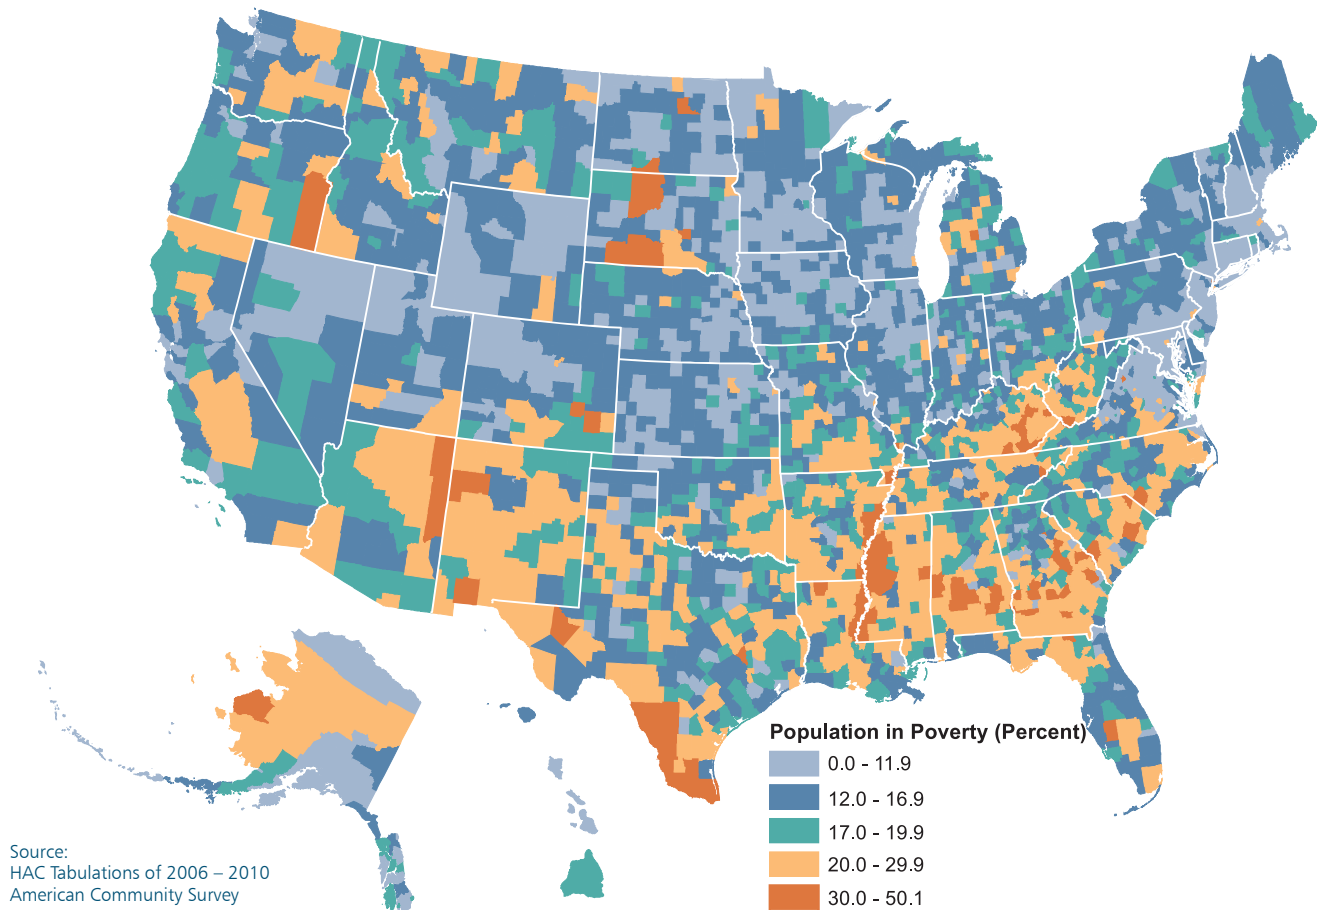 Population in Poverty (Percent)
0.0 - 11.9
12.0 - 16.9
17.0 - 19.9
20.0 - 29.9
30.0 - 50.1
Source:
HAC Tabulations of 2006 – 2010
American Community Survey